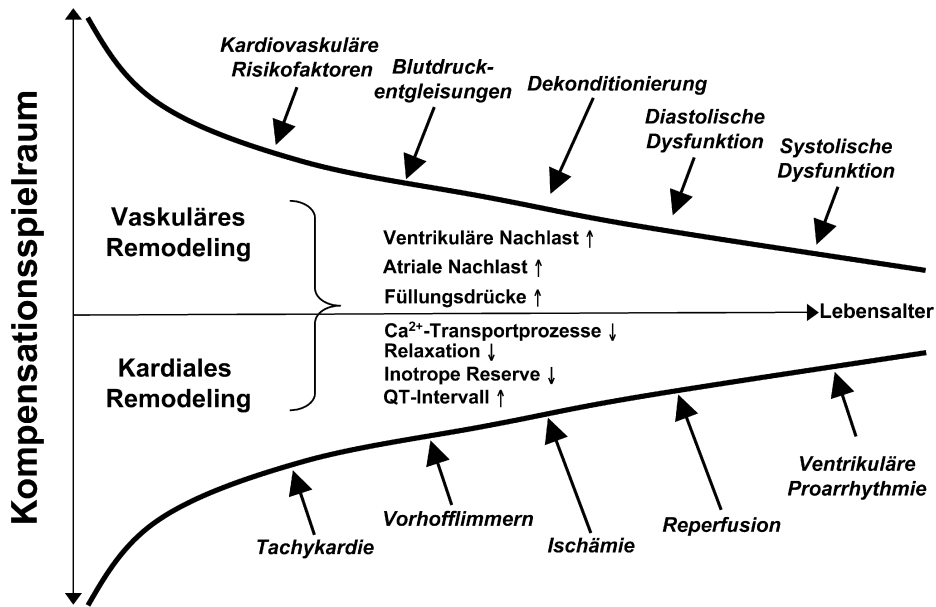 Kompensationsspielraum
Kardiovaskuläre
Risikofaktoren
Blutdruck-
entgleisungen
Dekonditionierung
Diastolische
Dysfunktion
Systolische
Dysfunktion
Vaskuläres
Remodeling
Ventrikuläre Nachlast ↑
Atriale Nachlast ↑
Füllungsdrücke ↑
Lebensalter
Kardiales
Remodeling
Ca²⁺-Transportprozesse ↓
Relaxation ↓
Inotrope Reserve ↓
QT-Intervall ↑
Tachykardie
Vorhofflimmern
Ischämie
Reperfusion
Ventrikuläre
Proarrhythmie